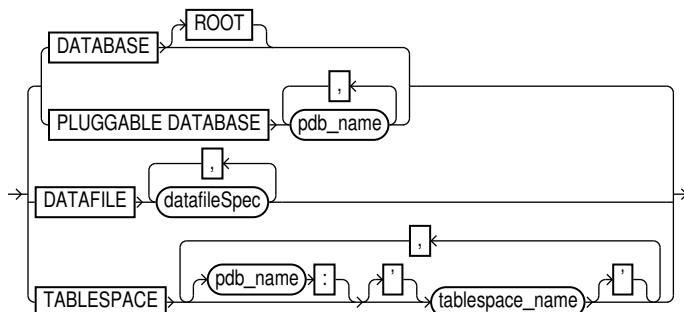 ROOT
DATABASE
,
PLUGGABLE DATABASE pdb_name
,
DATAFILE datafileSpec
,
pdb_name :
TABLESPACE ' tablespace_name '